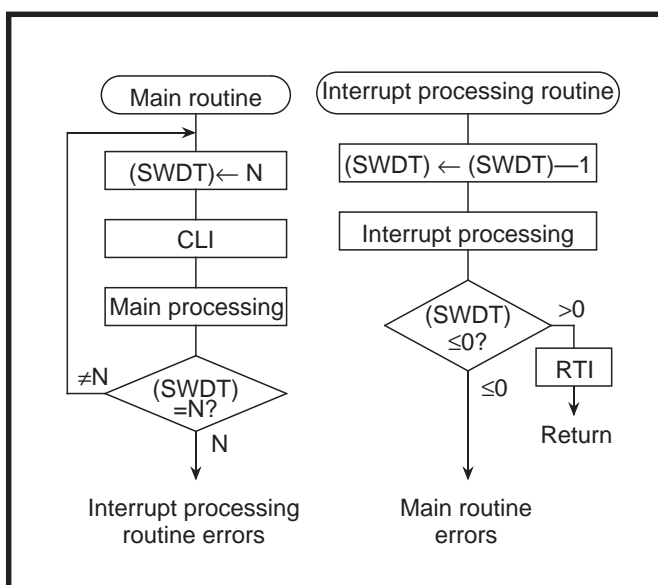 Main routine
(SWDT)← N
CLI
Main processing
≠N
(SWDT)
=N?
N
Interrupt processing
routine errors
Interrupt processing routine
(SWDT) ← (SWDT)—1
Interrupt processing
(SWDT)
≤0?
>0
RTI
Return
≤0
Main routine
errors